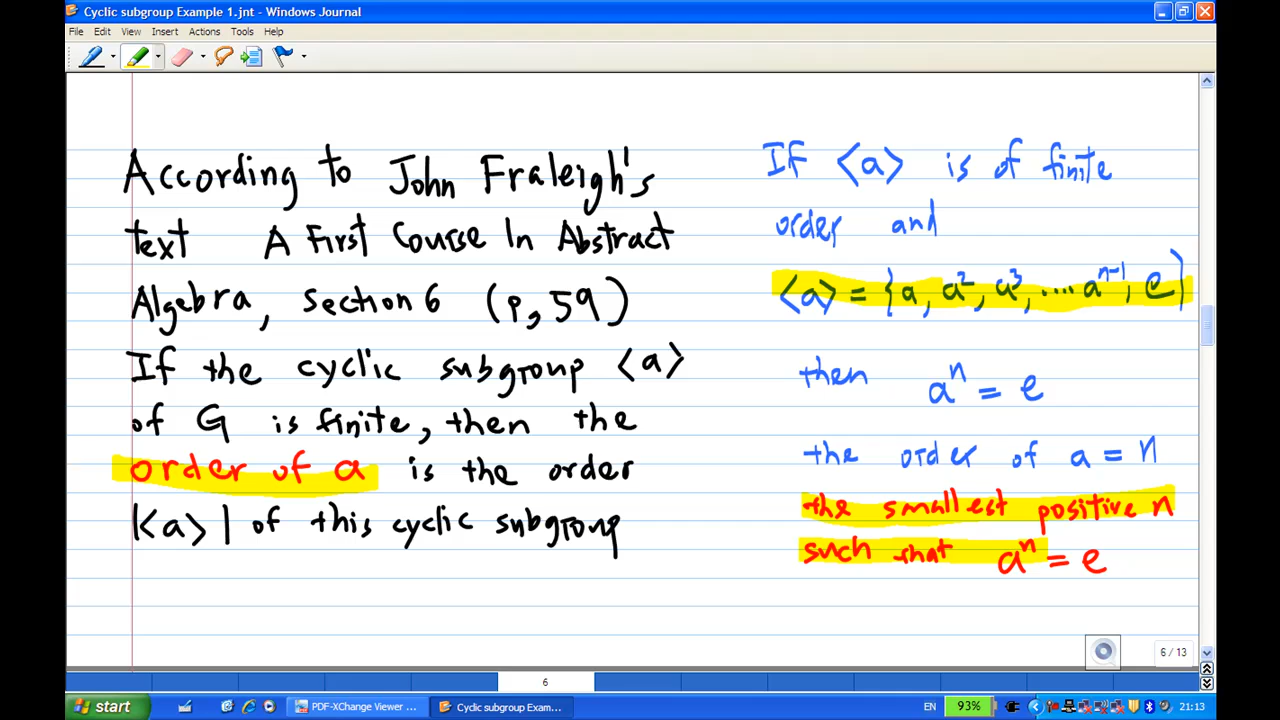 Cyclic subgroup Example 1.jnt - Windows Journal
File Edit View Insert Actions Tools Help
According to John Fraleigh's
text A First Course In Abstract
Algebra, section 6 (p, 59)
If the cyclic subgroup <a>
of G is finite, then the
order of a is the order
|<a>| of this cyclic subgroup
If <a> is of finite
order and
<a> = {a, a², a³, .... aⁿ⁻¹, e}
then aⁿ = e
the order of a = n
the smallest positive n
such that aⁿ = e
6 / 13
6
start PDF-XChange Viewer ... Cyclic subgroup Exam... EN 93% 21:13